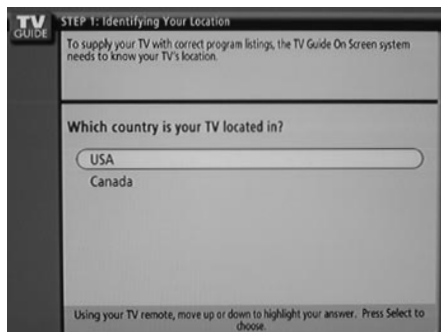 TV
GUIDE
STEP 1: Identifying Your Location
To supply your TV with correct program listings, the TV Guide On Screen system
needs to know your TV's location.
Which country is your TV located in?
USA
Canada
Using your TV remote, move up or down to highlight your answer. Press Select to
choose.